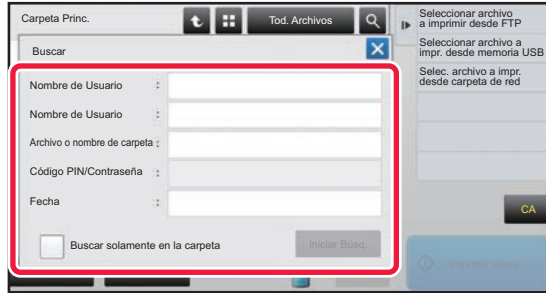 Carpeta Princ.
Tod. Archivos
Buscar
Nombre de Usuario :
Nombre de Usuario :
Archivo o nombre de carpeta :
Código PIN/Contraseña :
Fecha :
Buscar solamente en la carpeta
Iniciar Búsq.
Seleccionar archivo
a imprimir desde FTP
Seleccionar archivo a
impr. desde memoria USB
Selec. archivo a impr.
desde carpeta de red
CA